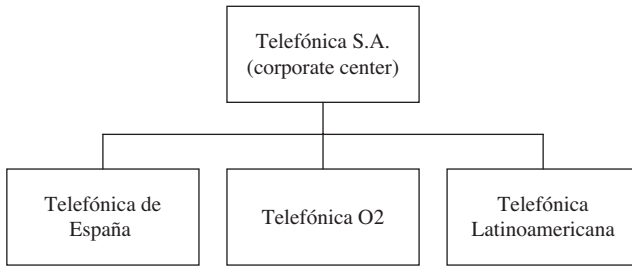 Telefónica S.A.
(corporate center)
Telefónica de
España
Telefónica O2
Telefónica
Latinoamericana